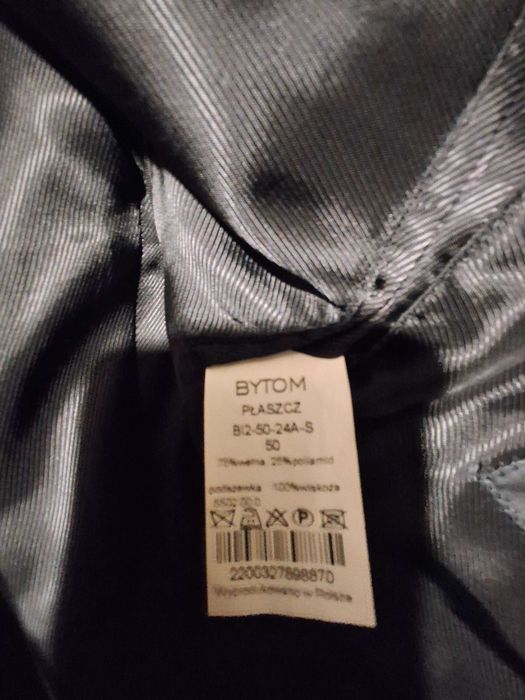 BYTOM
PŁASZCZ
BI2-50-24A-S
50
75%wełna, 25%poliamid
podszewka 100%wiskoza
P
2200327898870
Wyprodukowano w Polsce